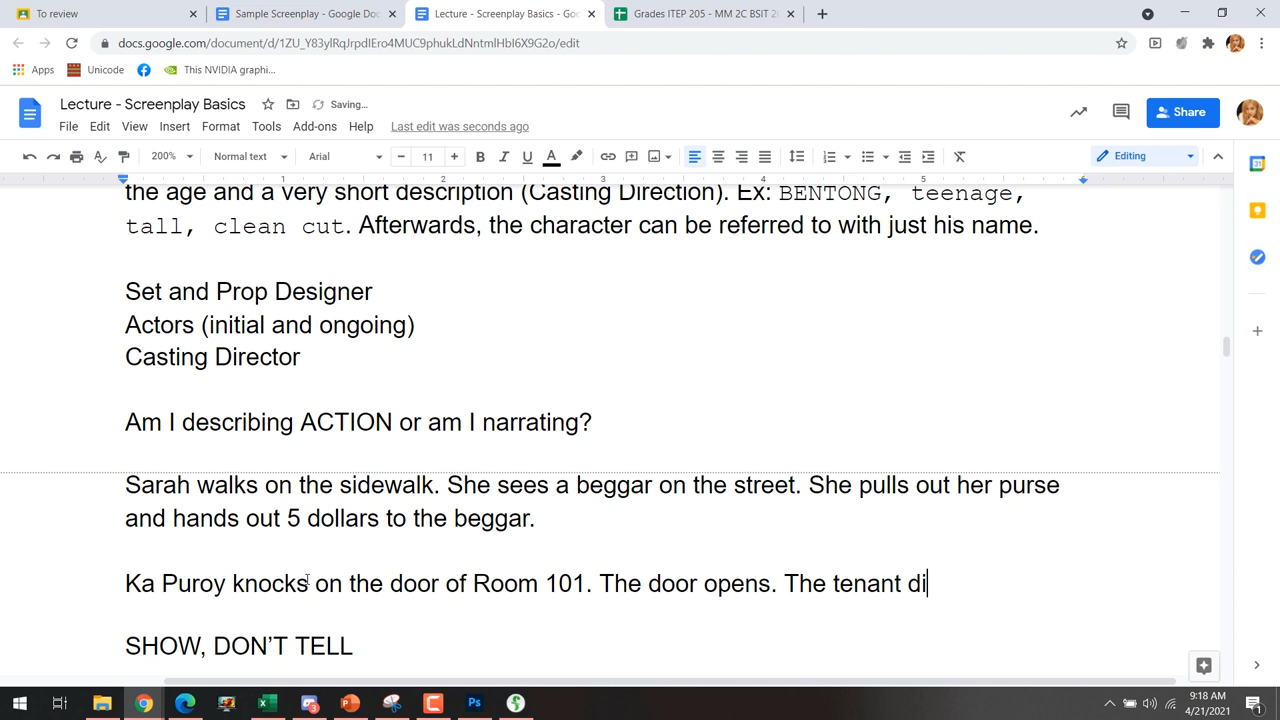 To review
Sample Screenplay - Google Doc
Lecture - Screenplay Basics - Goo
Grades ITEP 205 - MM 2C BSIT 2
docs.google.com/document/d/1ZU_Y83ylRqJrpdIEro4MUC9phukLdNntmlHbI6X9G2o/edit
Apps
Unicode
This NVIDIA graphi...
Lecture - Screenplay Basics
Saving...
File Edit View Insert Format Tools Add-ons Help Last edit was seconds ago
Share
200% Normal text Arial 11 B I U A Editing
1 2 3 4 5
the age and a very short description (Casting Direction). Ex: BENTONG, teenage,
tall, clean cut. Afterwards, the character can be referred to with just his name.
Set and Prop Designer
Actors (initial and ongoing)
Casting Director
Am I describing ACTION or am I narrating?
Sarah walks on the sidewalk. She sees a beggar on the street. She pulls out her purse
and hands out 5 dollars to the beggar.
Ka Puroy knocks on the door of Room 101. The door opens. The tenant di
SHOW, DON’T TELL
9:18 AM
4/21/2021